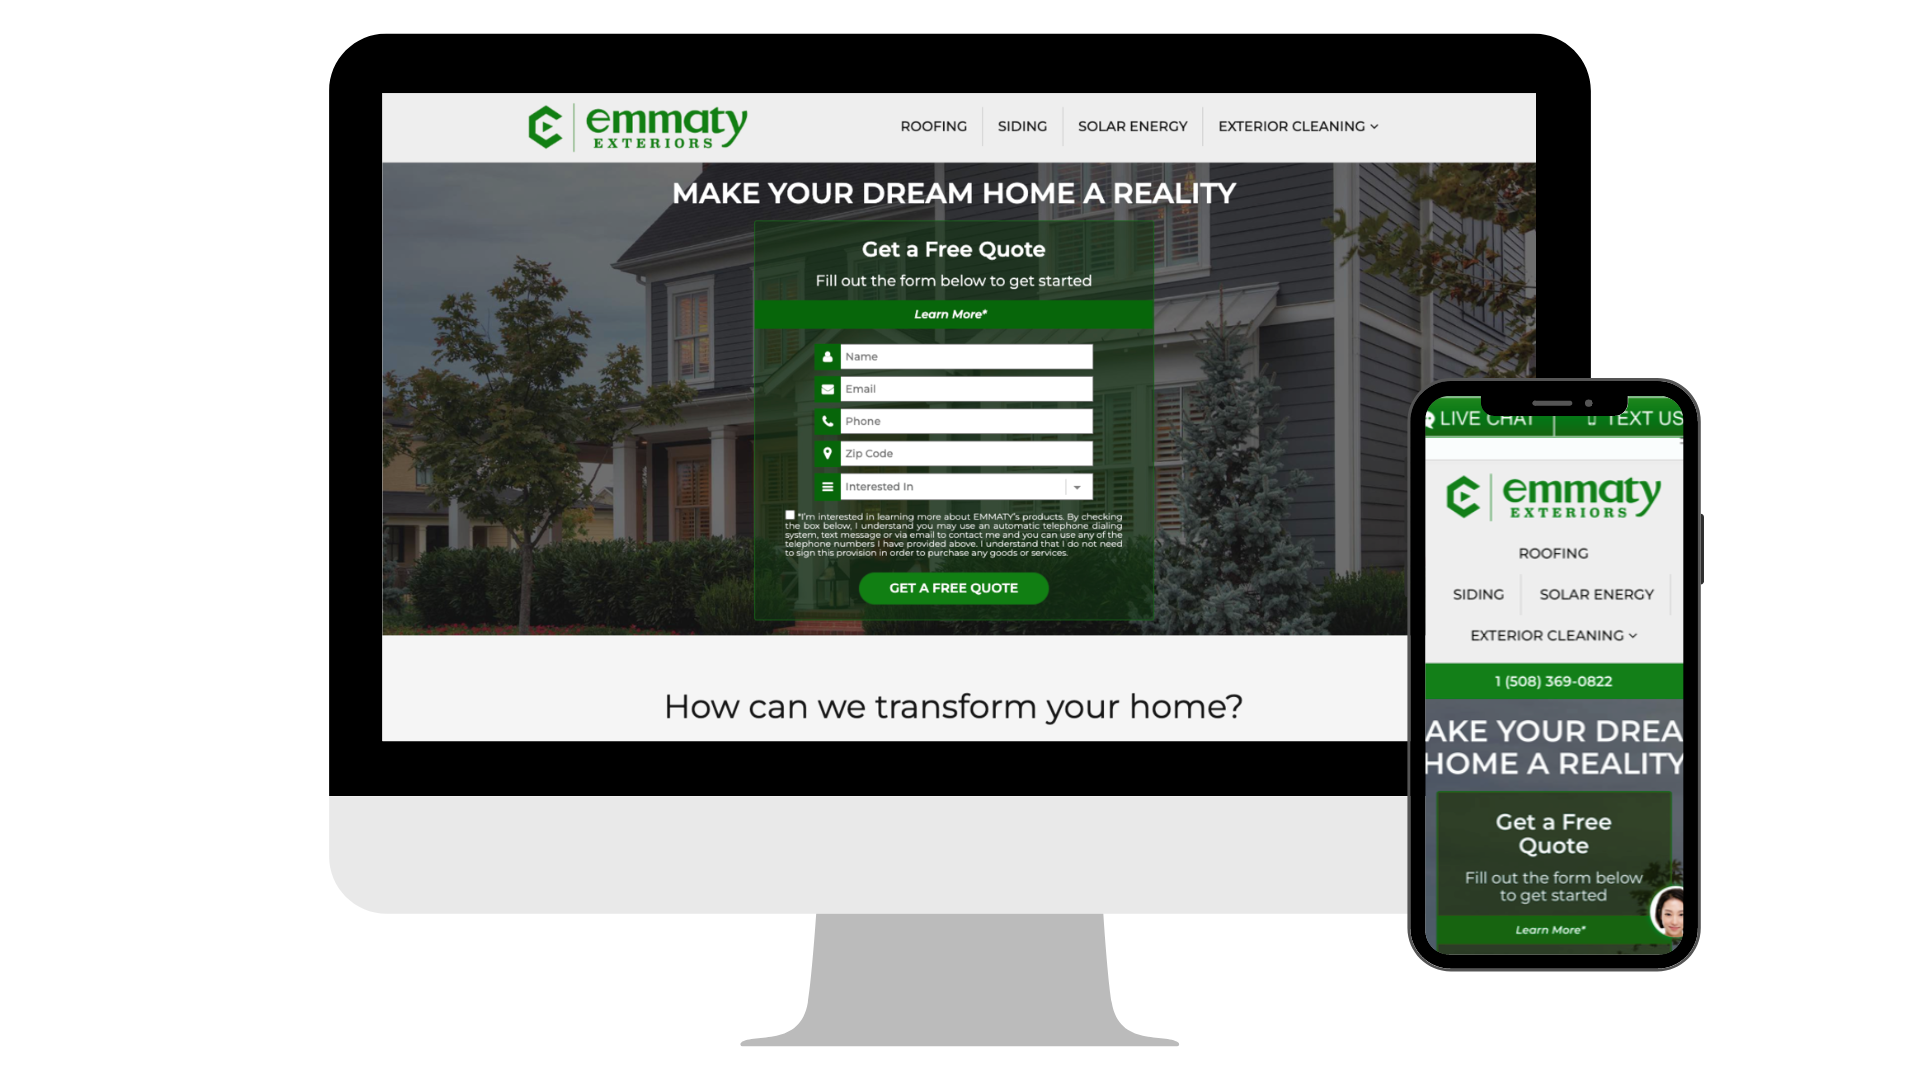 emmaty
EXTERIORS
ROOFING
SIDING
SOLAR ENERGY
EXTERIOR CLEANING
MAKE YOUR DREAM HOME A REALITY
Get a Free Quote
Fill out the form below to get started
Learn More*
Name
Email
Phone
Zip Code
Interested In
*I'm interested in learning more about EMMATY's products. By checking
the box below, I understand you may use an automatic telephone dialing
system, text message or via email to contact me and you can use any of the
telephone numbers I have provided above. I understand that I do not need
to sign this provision in order to purchase any goods or services.
GET A FREE QUOTE
How can we transform your home?
LIVE CHAT
TEXT US
emmaty
EXTERIORS
ROOFING
SIDING
SOLAR ENERGY
EXTERIOR CLEANING
1 (508) 369-0822
AKE YOUR DREA
HOME A REALITY
Get a Free
Quote
Fill out the form below
to get started
Learn More*